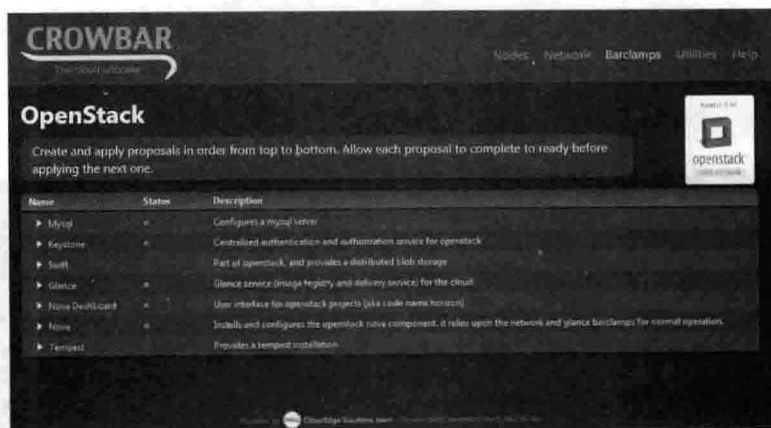 CROWBAR
Nodes Network Barclamps Utilities Help
OpenStack
openstack
Create and apply proposals in order from top to bottom. Allow each proposal to complete to ready before
applying the next one.
Name Status Description
Mysql Configures a mysql server
Keystone Centralized authentication and authorization service for openstack
Swift Part of openstack, and provides a distributed blob storage
Glance Glance service (image registry and delivery service) for the cloud
Nova Dashboard User interface for openstack projects (aka code name horizon)
Nova Installs and configures the openstack nova component. it relies upon the network and glance barclamps for normal operation.
Tempest Provides a tempest installation
CloudEdge Solutions Team